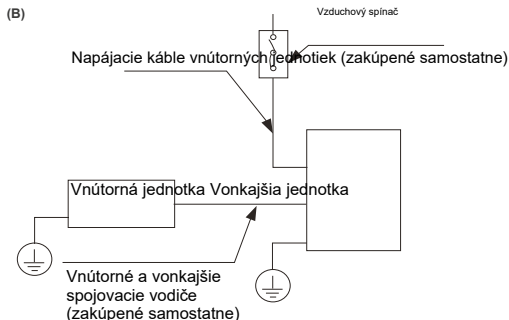 (B)
Vzduchový spínač
Napájacie káble vnútorných jednotiek (zakúpené samostatne)
Vnútorná jednotka Vonkajšia jednotka
Vnútorné a vonkajšie
spojovacie vodiče
(zakúpené samostatne)